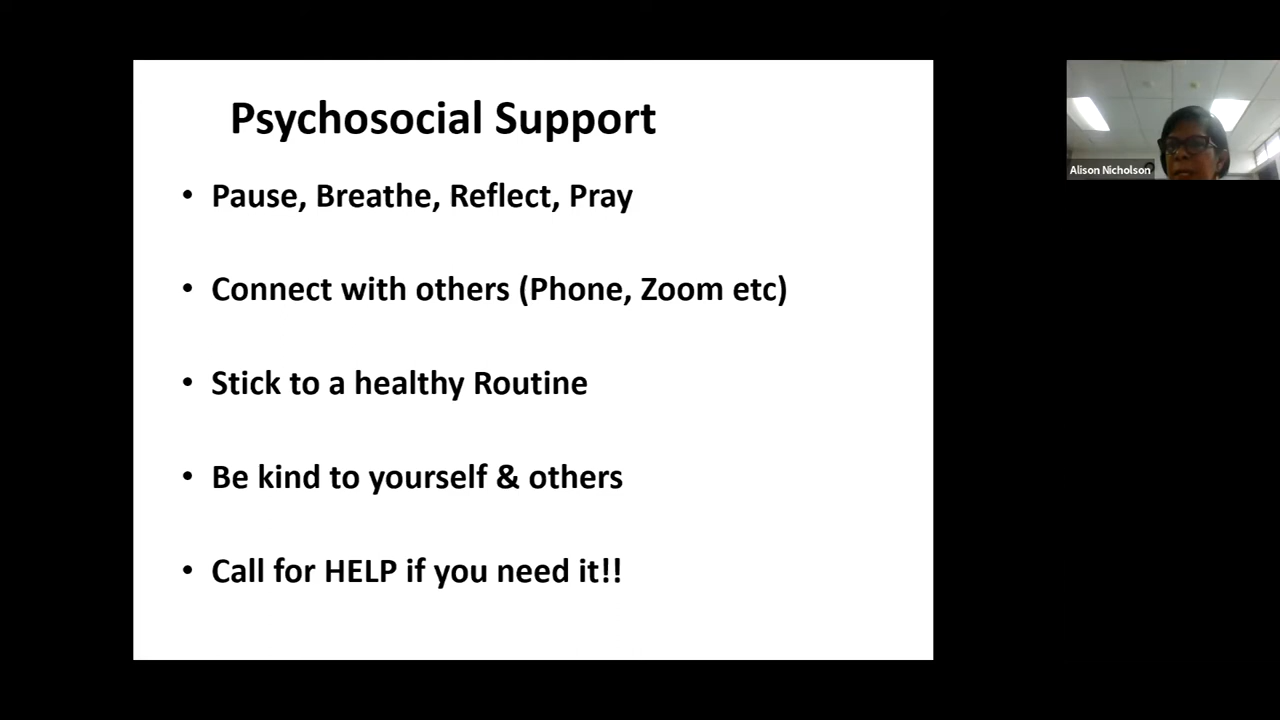 Psychosocial Support
• Pause, Breathe, Reflect, Pray
• Connect with others (Phone, Zoom etc)
• Stick to a healthy Routine
• Be kind to yourself & others
• Call for HELP if you need it!!
Alison Nicholson